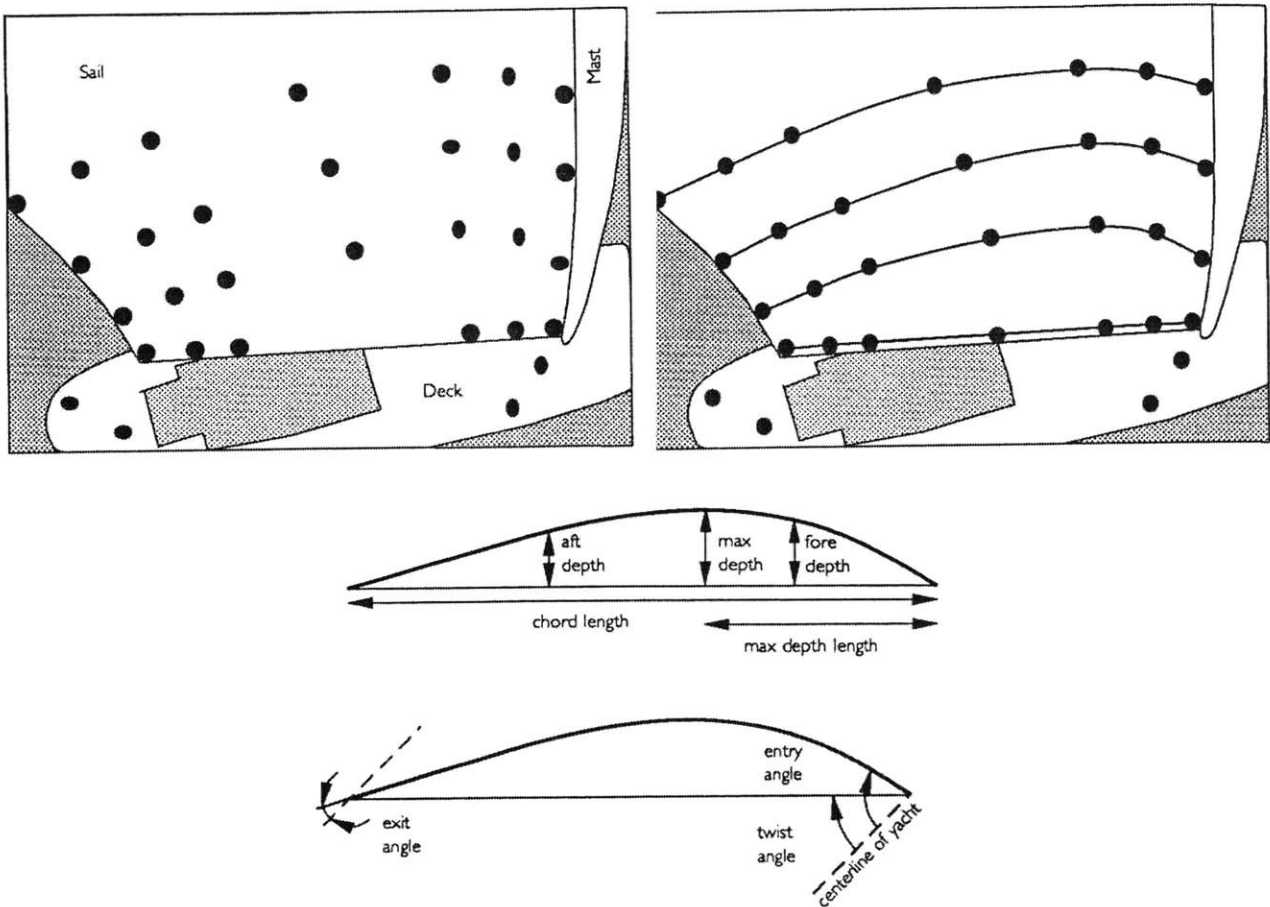 Sail
Mast
Deck
aft
depth
max
depth
fore
depth
chord length
max depth length
entry
angle
exit
angle
twist
angle
centerline of yacht